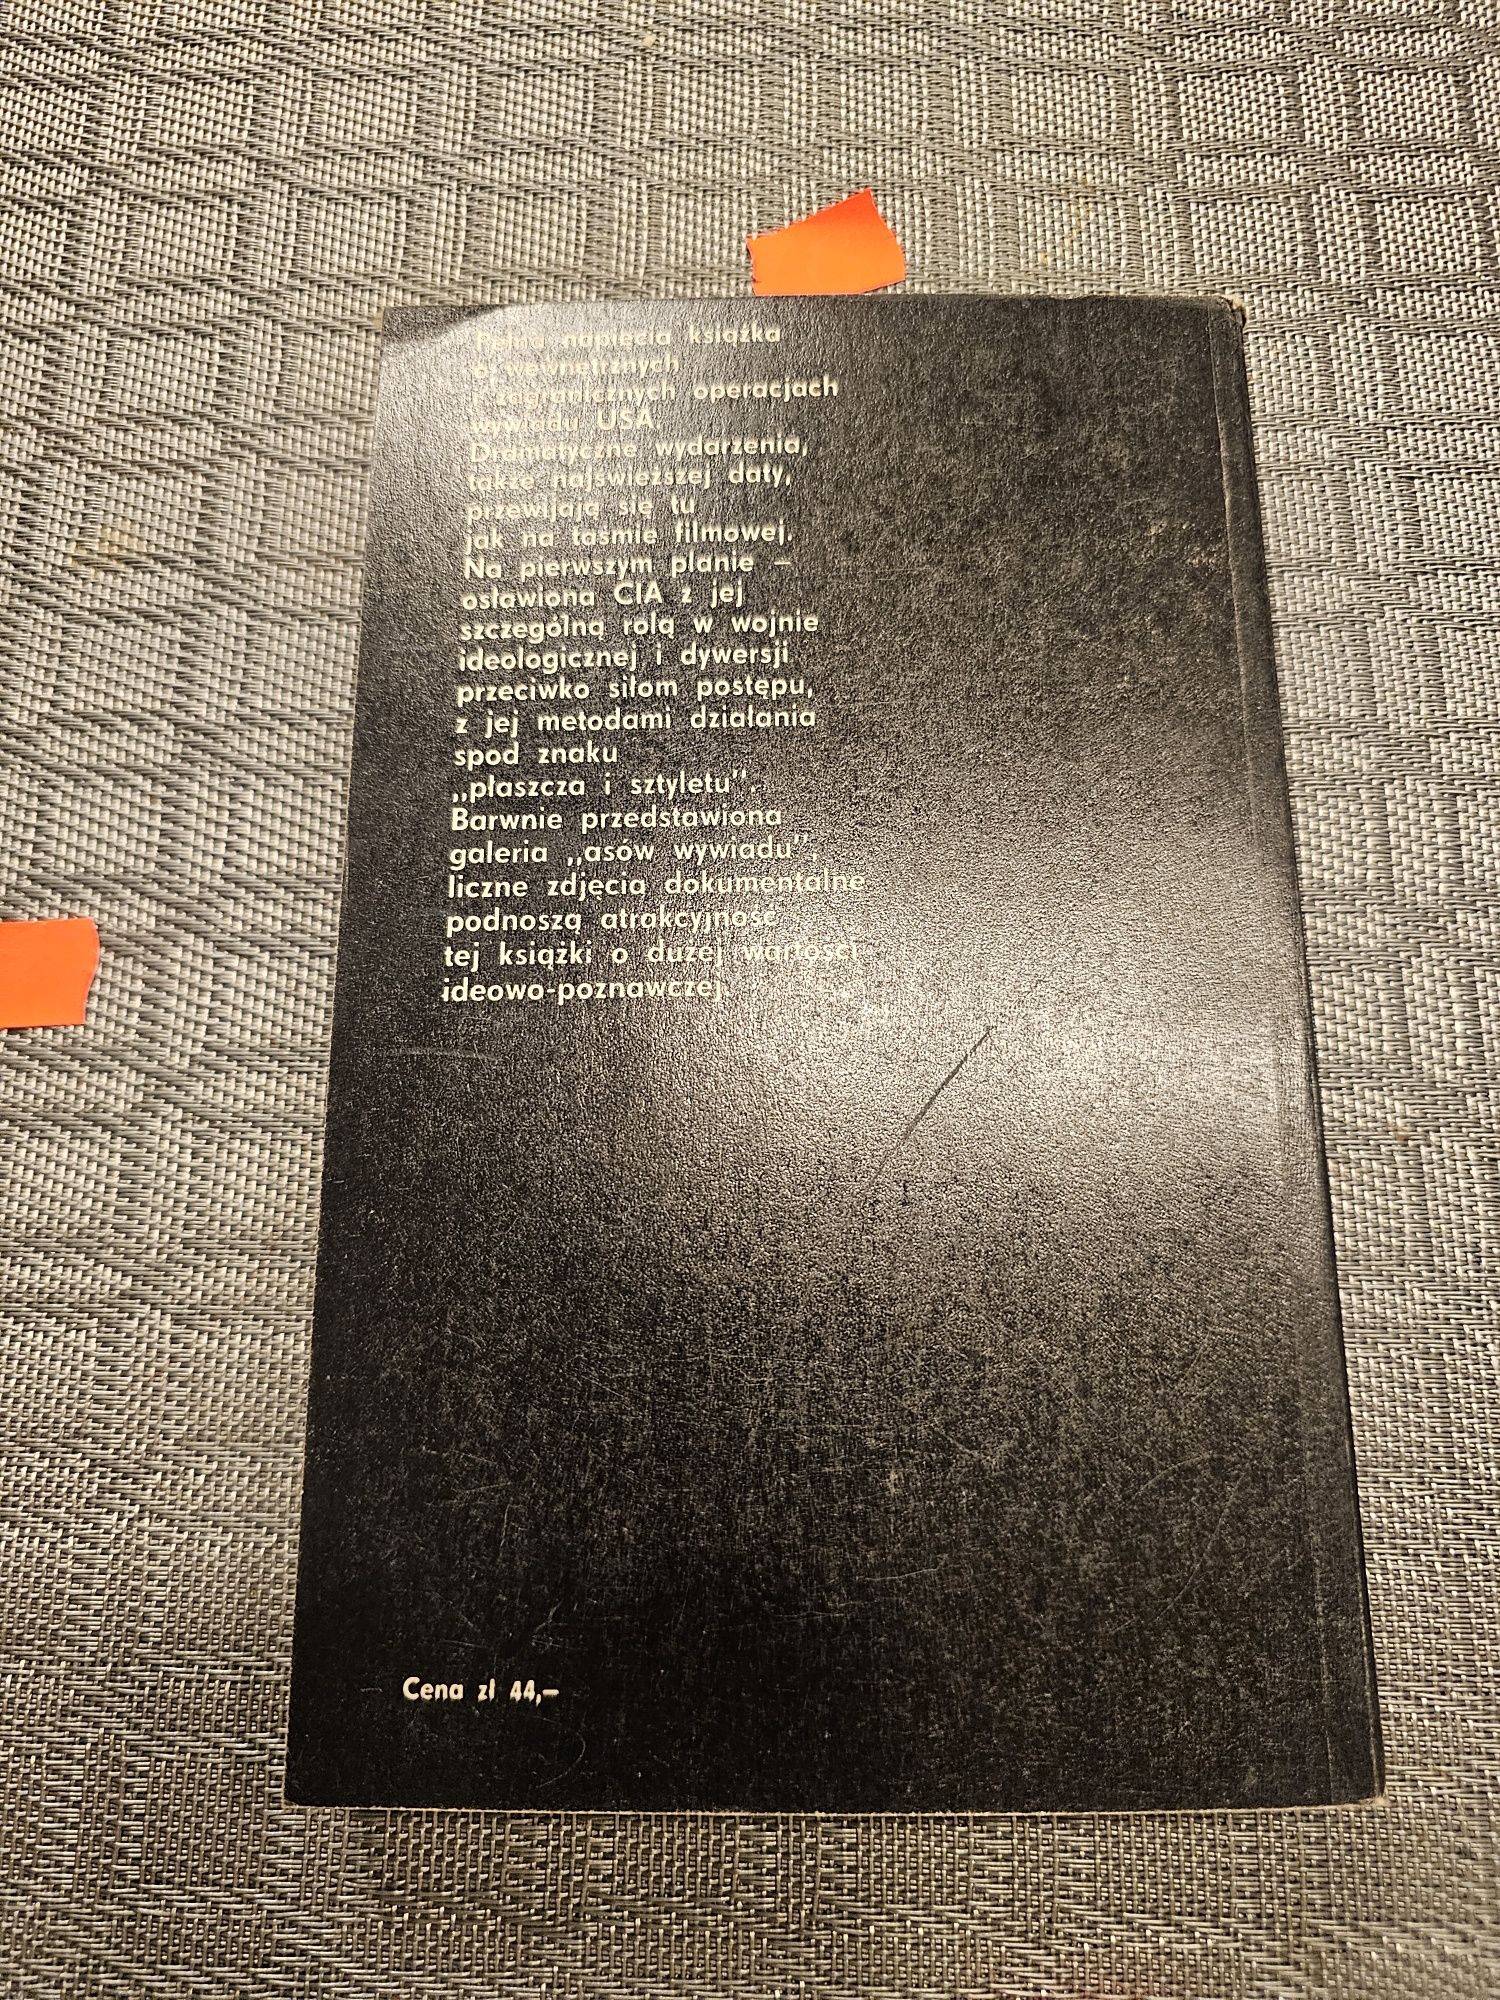 Pełna napięcia książka
o wewnętrznych
i zagranicznych operacjach
wywiadu USA.
Dramatyczne wydarzenia,
także najświeższej daty,
przewijają się tu
jak na taśmie filmowej.
Na pierwszym planie –
osławiona CIA z jej
szczególną rolą w wojnie
ideologicznej i dywersji
przeciwko siłom postępu,
z jej metodami działania
spod znaku
„płaszcza i sztyletu”.
Barwnie przedstawiona
galeria „asów wywiadu”,
liczne zdjęcia dokumentalne
podnoszą atrakcyjność
tej książki o dużej wartości
ideowo-poznawczej.
Cena zł 44,–